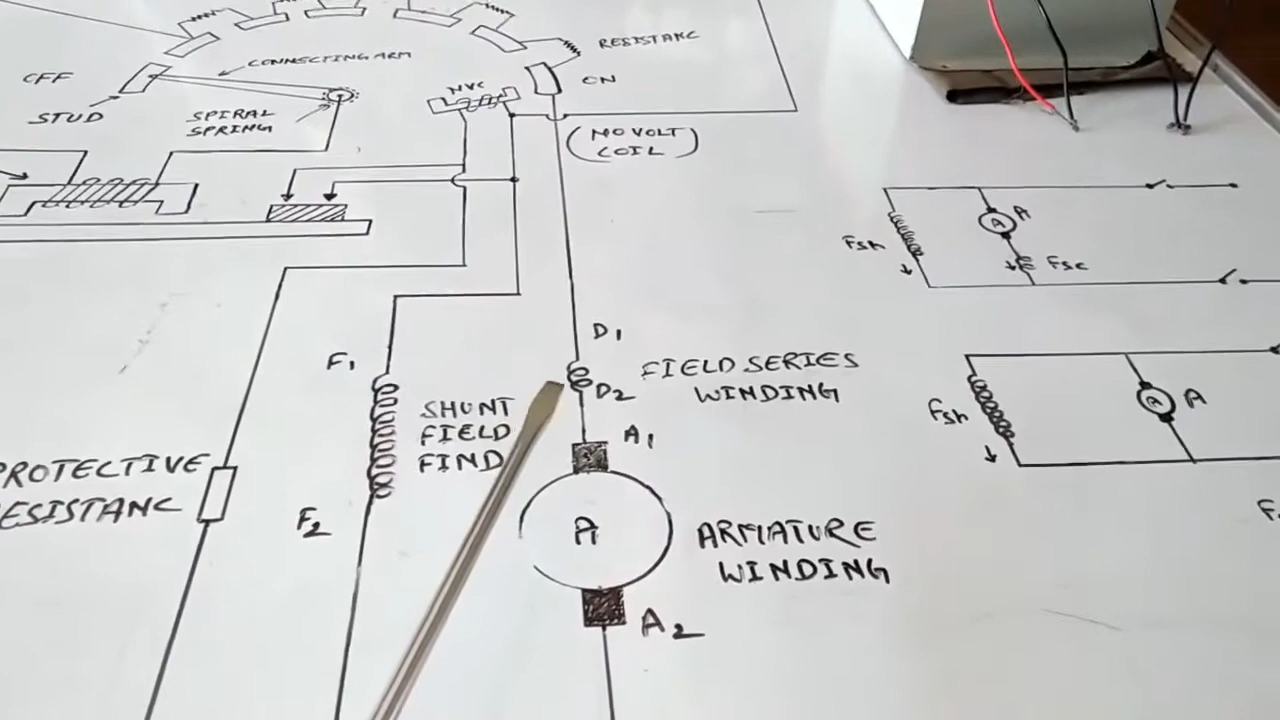 RESISTANC
CONNECTING ARM
OFF
ON
NVC
STUD
SPIRAL
SPRING
(NO VOLT
COIL)
A
A
Fsh
Fse
D1
F1
FIELD SERIES
WINDING
D2
SHUNT
FIELD
FIND
A1
A
A
Fsh
PROTECTIVE
ESISTANC
F2
A
ARMATURE
WINDING
A2
F